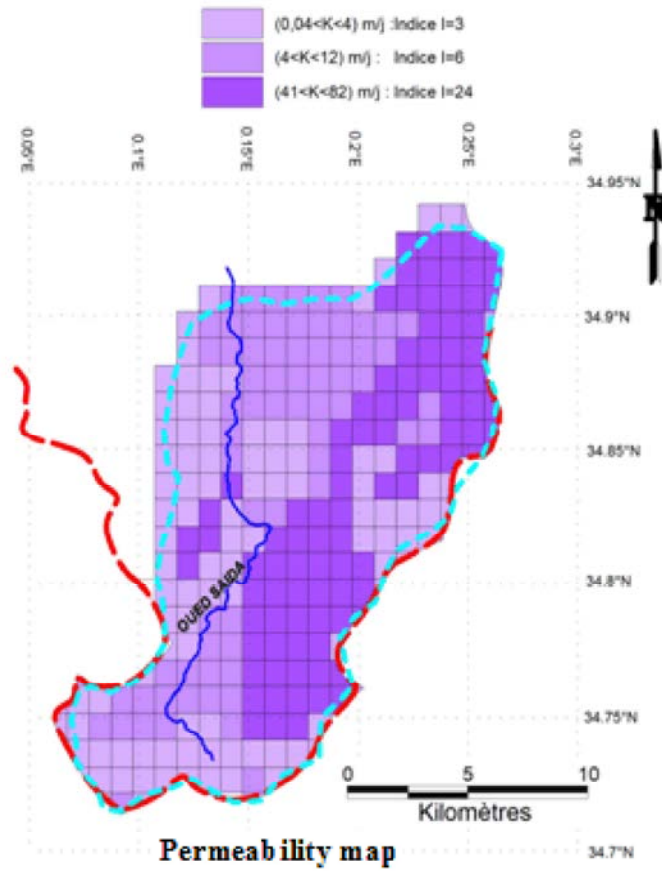 (0,04<K<4) m/j :Indice I=3
(4<K<12) m/j : Indice I=6
(41<K<82) m/j : Indice I=24
0.05°E
0.1°E
0.15°E
0.2°E
0.25°E
0.3°E
34.95°N
N
34.9°N
34.85°N
34.8°N
OUED SAIDA
34.75°N
0 5 10
Kilomètres
34.7°N
Permeability map